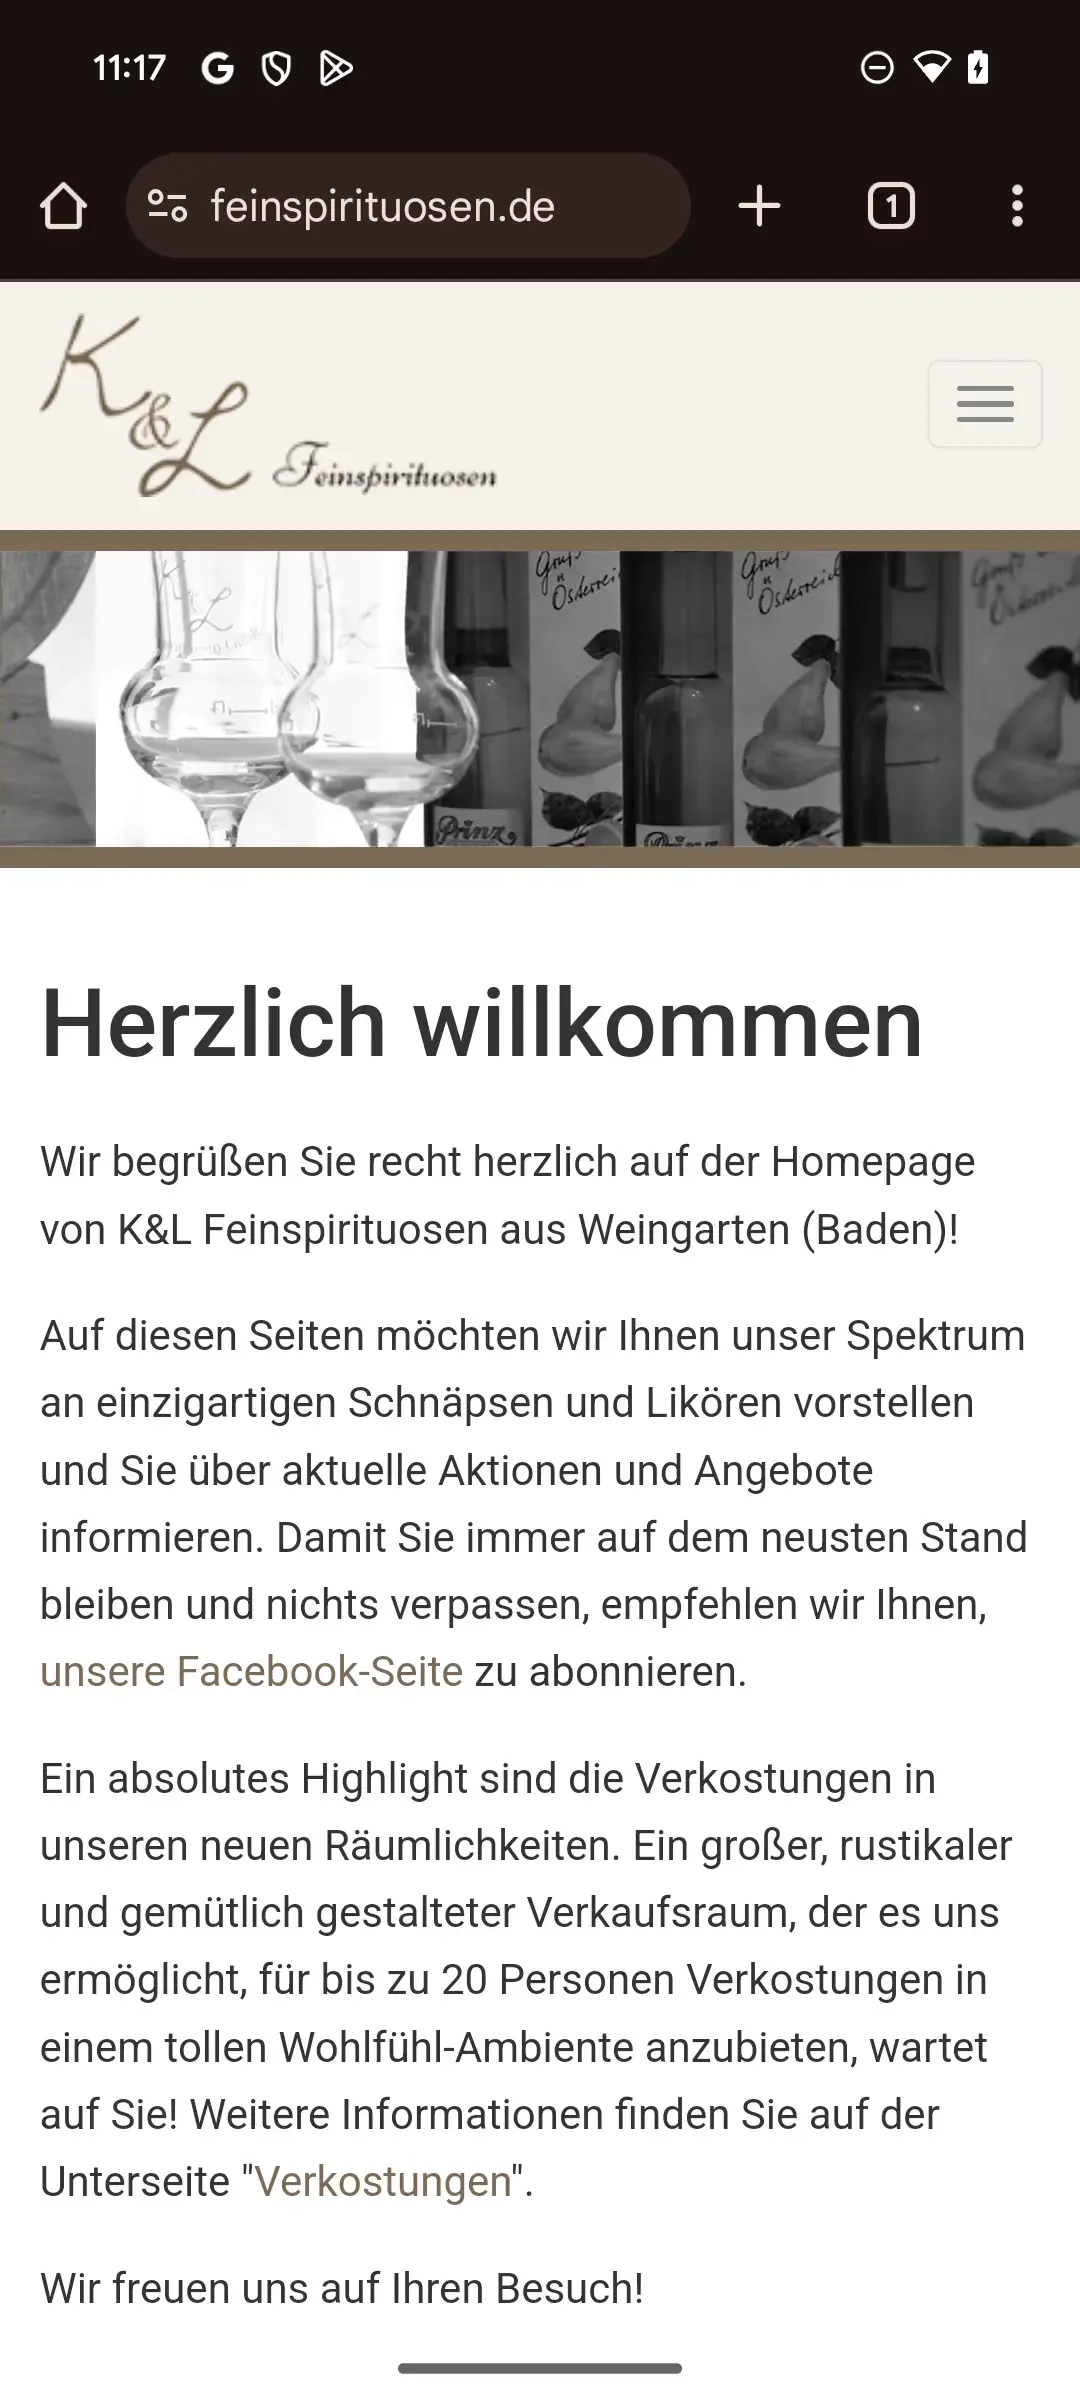 11:17
feinspirituosen.de
1
K&L Feinspirituosen
Gruß Gruß
Österreich
Prinz Prinz
Herzlich willkommen
Wir begrüßen Sie recht herzlich auf der Homepage
von K&L Feinspirituosen aus Weingarten (Baden)!
Auf diesen Seiten möchten wir Ihnen unser Spektrum
an einzigartigen Schnäpsen und Likören vorstellen
und Sie über aktuelle Aktionen und Angebote
informieren. Damit Sie immer auf dem neusten Stand
bleiben und nichts verpassen, empfehlen wir Ihnen,
unsere Facebook-Seite zu abonnieren.
Ein absolutes Highlight sind die Verkostungen in
unseren neuen Räumlichkeiten. Ein großer, rustikaler
und gemütlich gestalteter Verkaufsraum, der es uns
ermöglicht, für bis zu 20 Personen Verkostungen in
einem tollen Wohlfühl-Ambiente anzubieten, wartet
auf Sie! Weitere Informationen finden Sie auf der
Unterseite "Verkostungen".
Wir freuen uns auf Ihren Besuch!